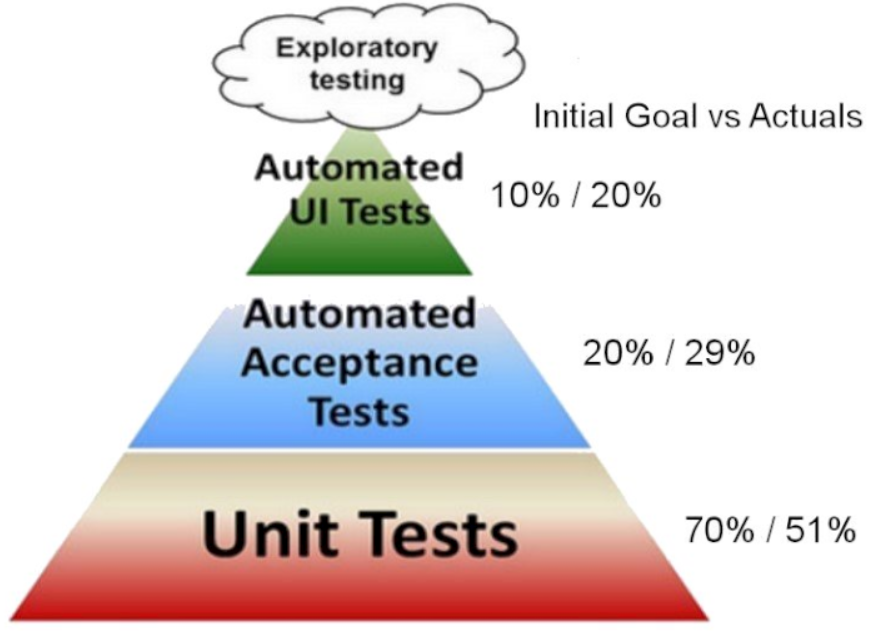 Exploratory
testing
Initial Goal vs Actuals
Automated
UI Tests
10% / 20%
Automated
Acceptance
Tests
20% / 29%
Unit Tests
70% / 51%